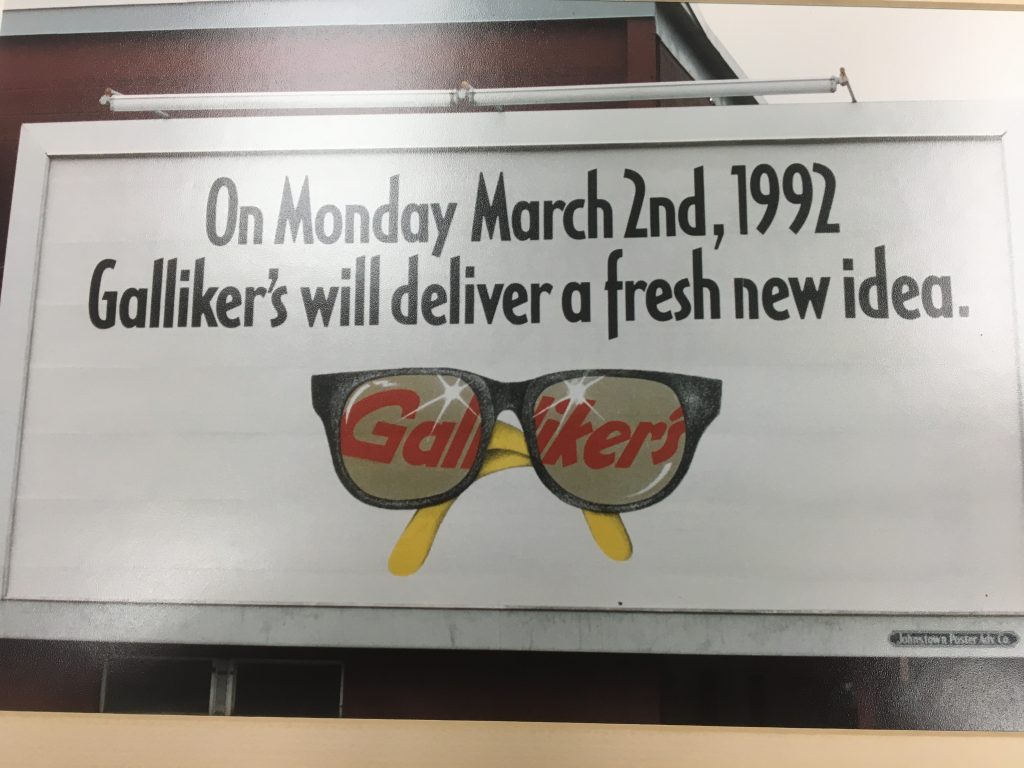 On Monday March 2nd, 1992
Galliker's will deliver a fresh new idea.
Galliker's
Johnstown Poster Adv. Co.